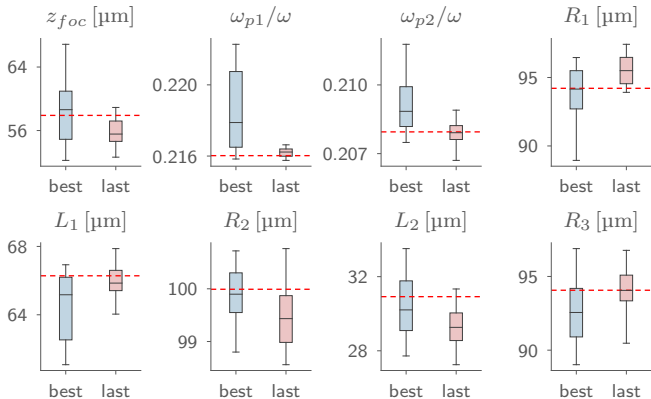 z_foc [µm] ω_p1/ω ω_p2/ω R_1 [µm]
64 0.220 0.210 95
56 0.216 0.207 90
best last best last best last best last
L_1 [µm] R_2 [µm] L_2 [µm] R_3 [µm]
68 100 32 95
64 99 28 90
best last best last best last best last